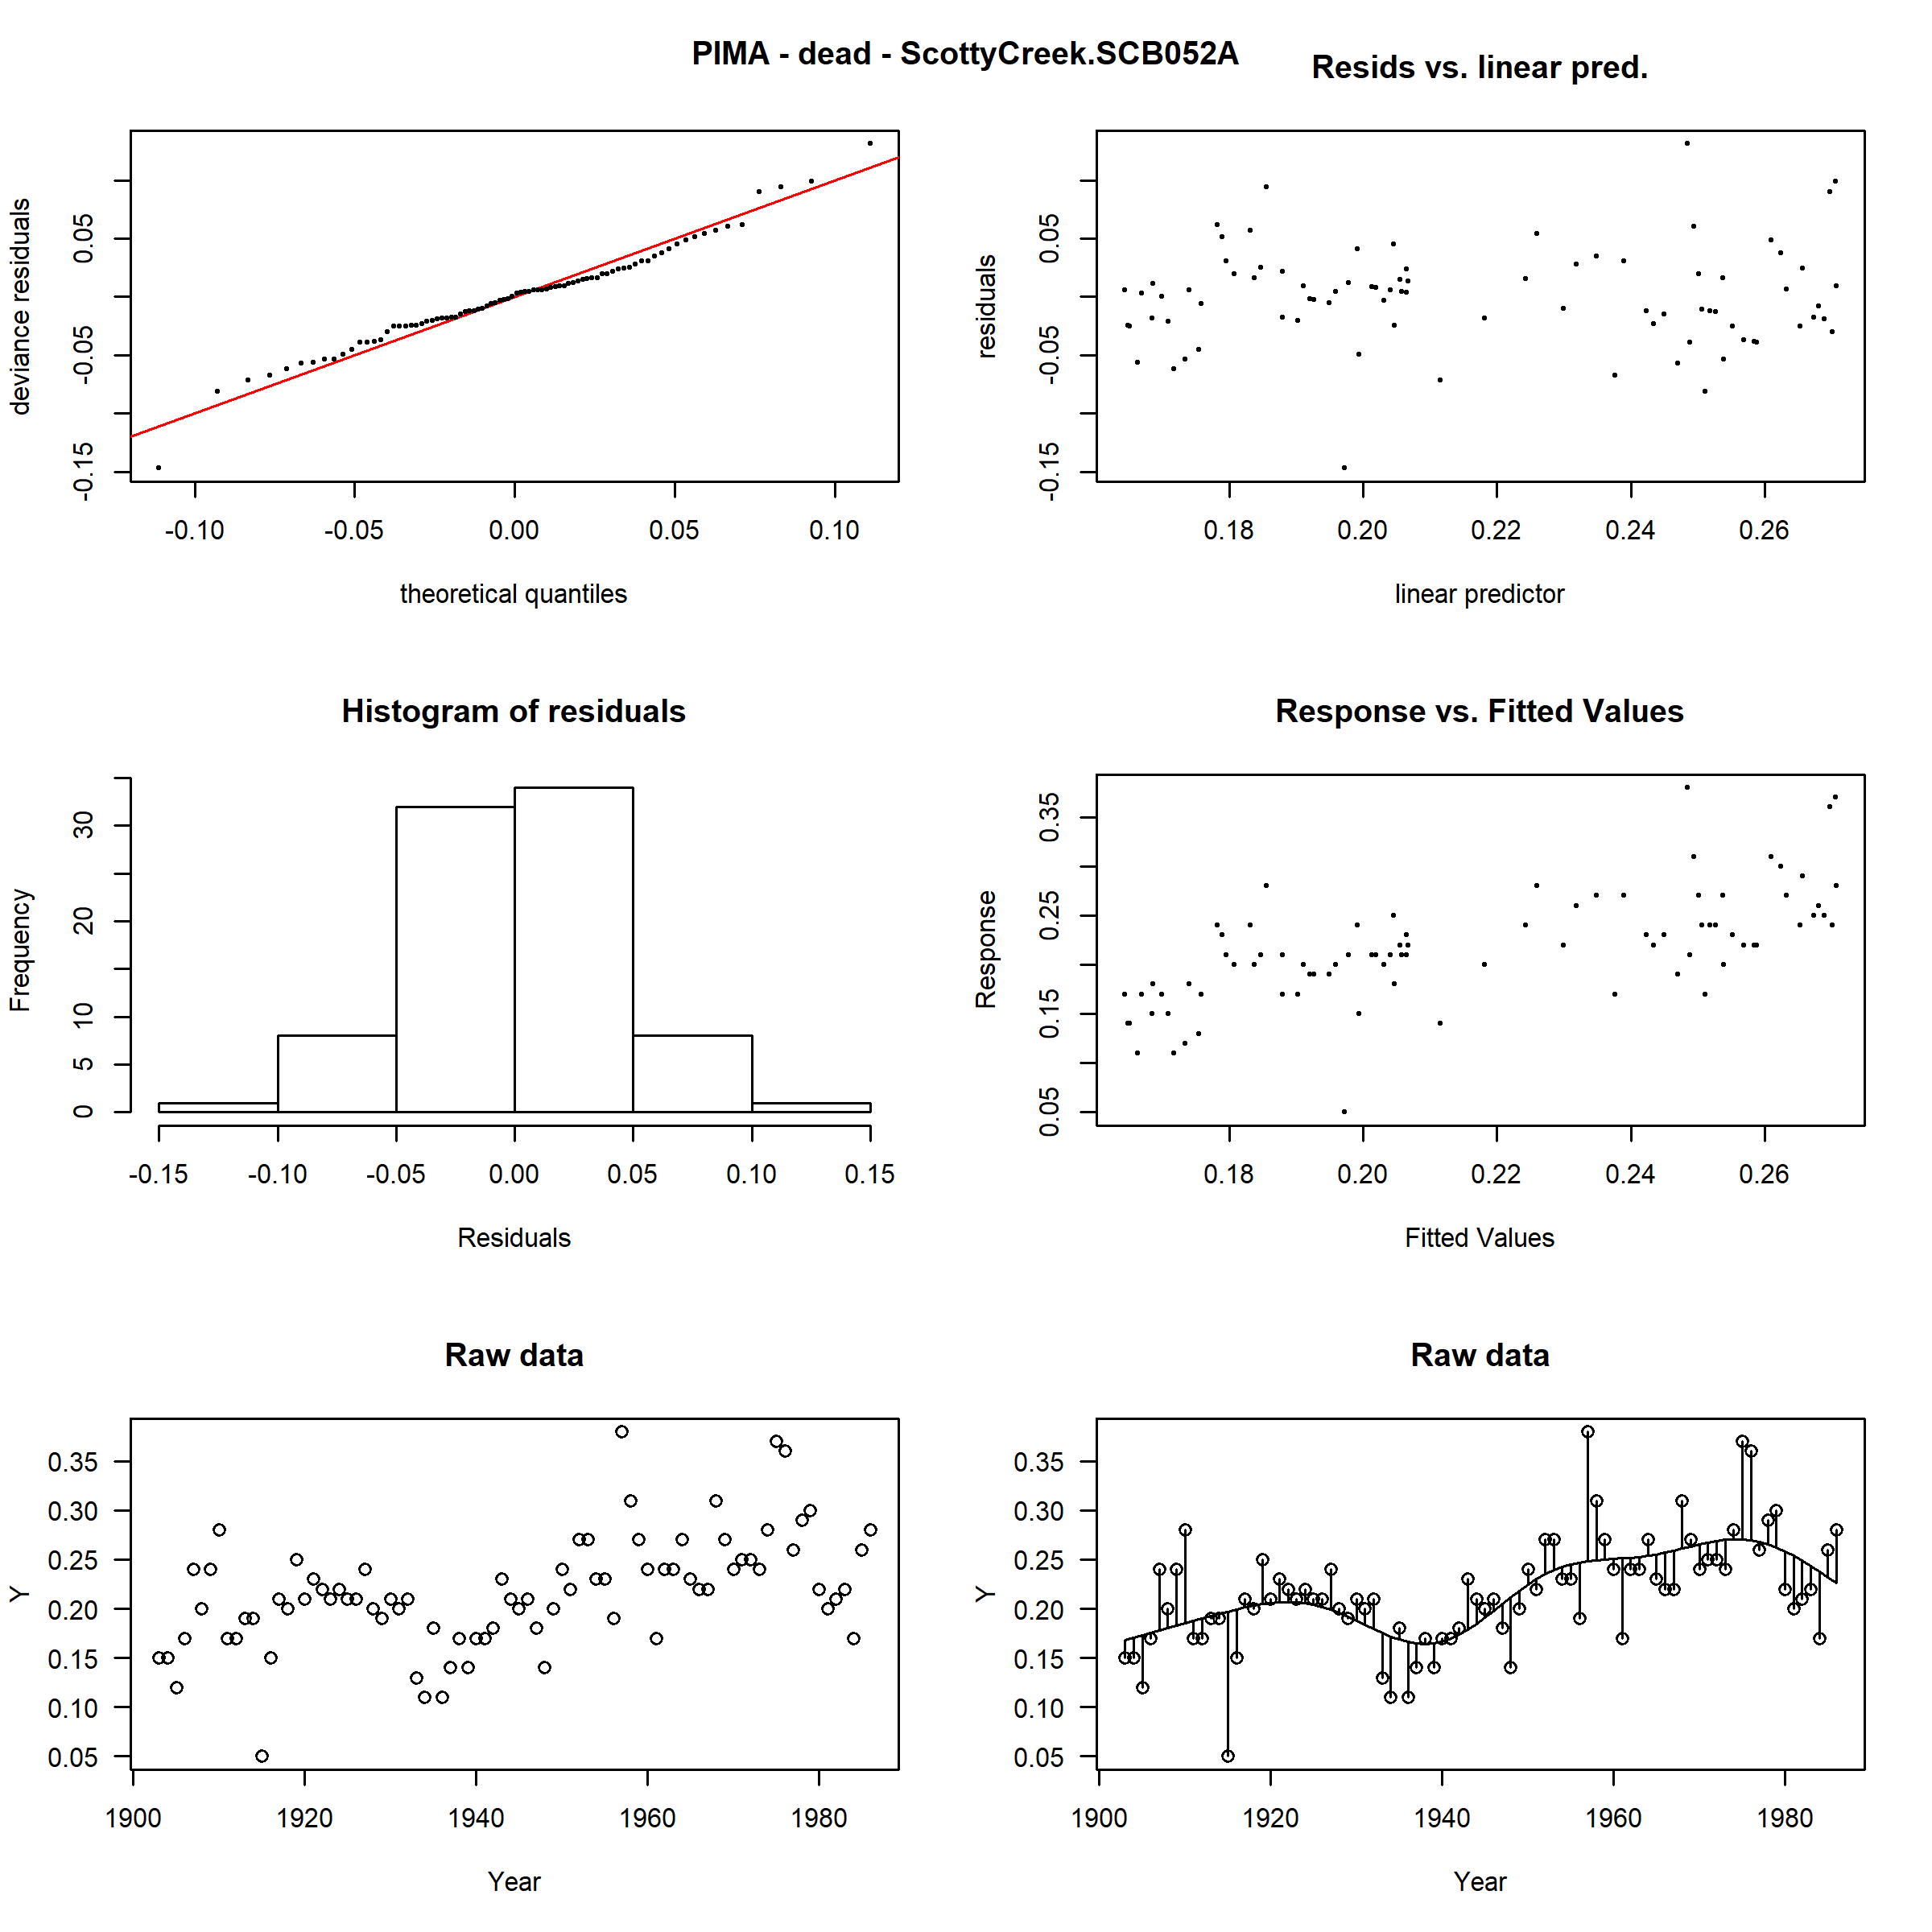 PIMA - dead - ScottyCreek.SCB052A
deviance residuals
-0.15 -0.05 0.05
-0.10 -0.05 0.00 0.05 0.10
theoretical quantiles
Resids vs. linear pred.
residuals
-0.15 -0.05 0.05
0.18 0.20 0.22 0.24 0.26
linear predictor
Histogram of residuals
Frequency
0 5 10 20 30
-0.15 -0.10 -0.05 0.00 0.05 0.10 0.15
Residuals
Response vs. Fitted Values
Response
0.05 0.15 0.25 0.35
0.18 0.20 0.22 0.24 0.26
Fitted Values
Raw data
Y
0.35
0.30
0.25
0.20
0.15
0.10
0.05
1900 1920 1940 1960 1980
Year
Raw data
Y
0.35
0.30
0.25
0.20
0.15
0.10
0.05
1900 1920 1940 1960 1980
Year